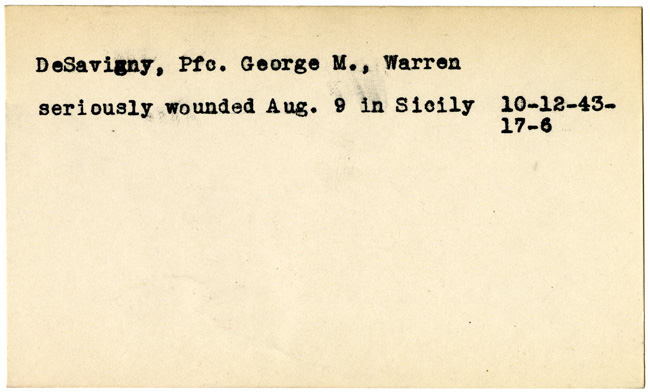 DeSavigny, Pfc. George M., Warren
seriously wounded Aug. 9 in Sicily 10-12-43-
17-6